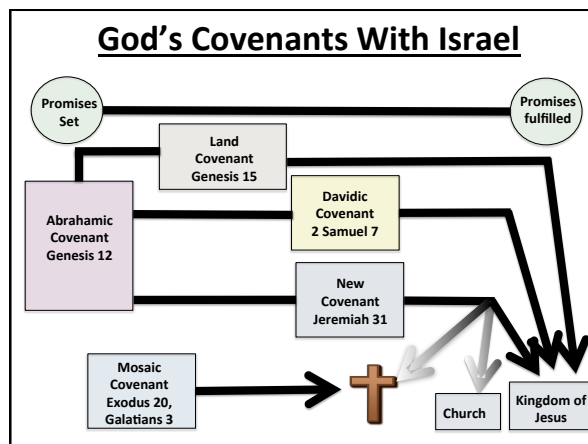 God's Covenants With Israel
Promises
Set
Promises
fulfilled
Land
Covenant
Genesis 15
Abrahamic
Covenant
Genesis 12
Davidic
Covenant
2 Samuel 7
New
Covenant
Jeremiah 31
Mosaic
Covenant
Exodus 20,
Galatians 3
Church
Kingdom of
Jesus